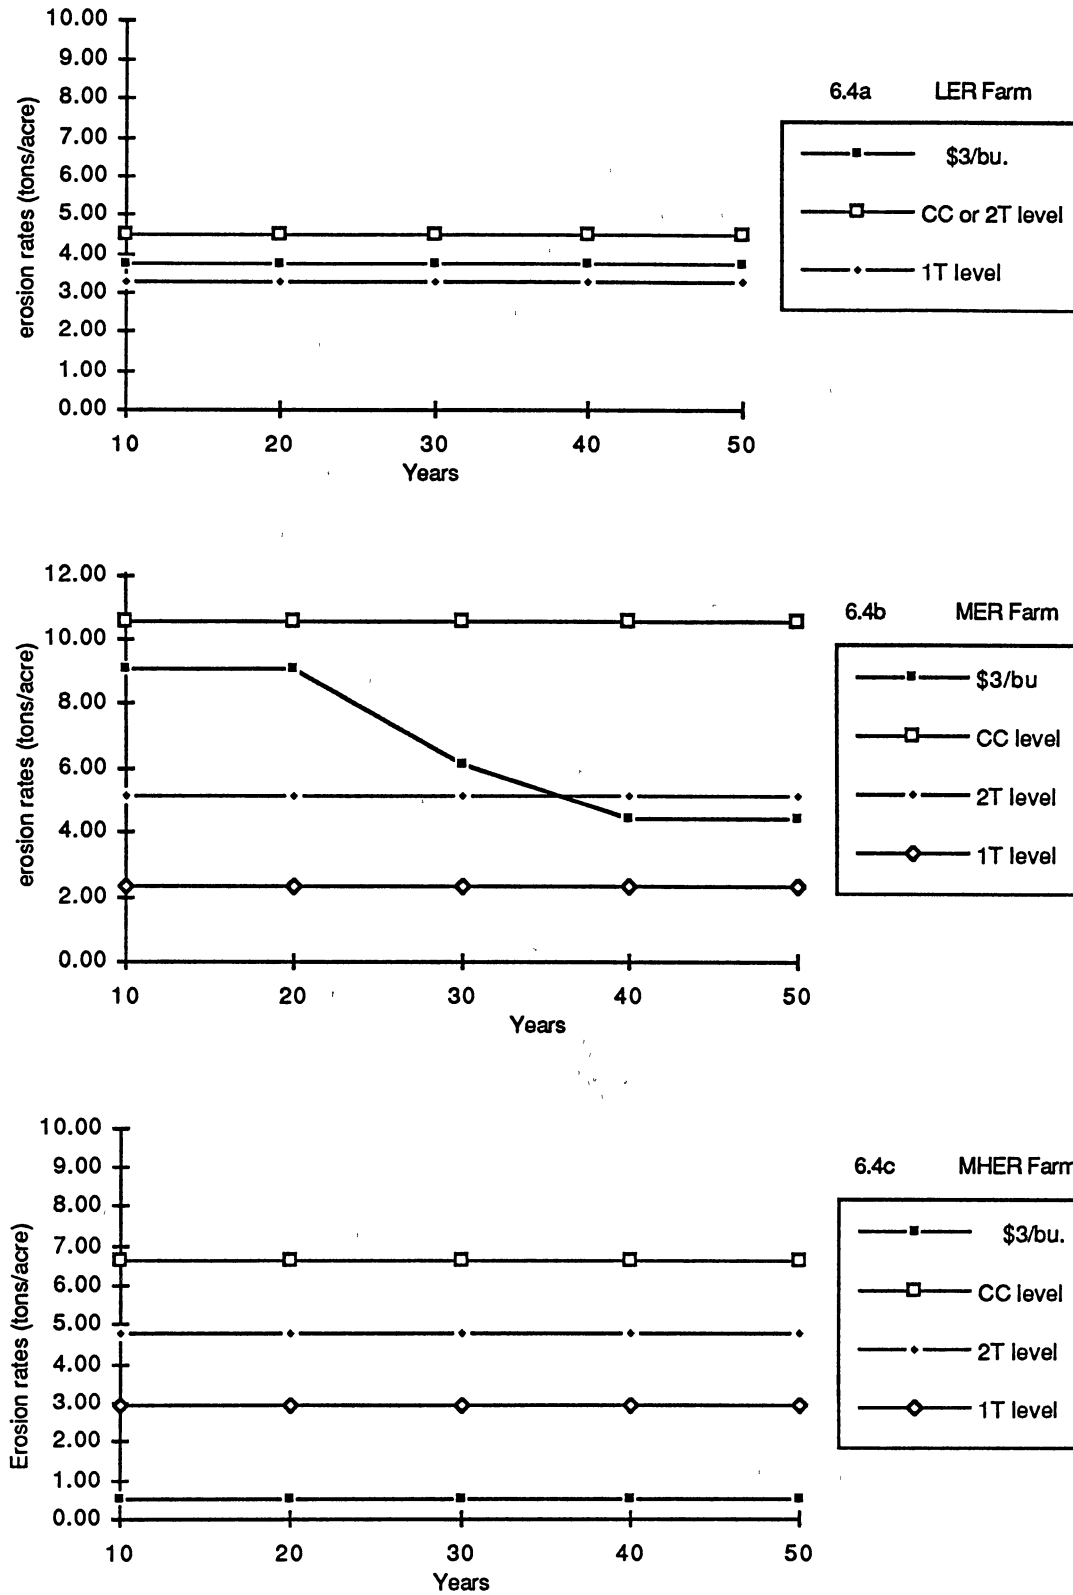 10.00
9.00
8.00
7.00
6.00
5.00
4.00
3.00
2.00
1.00
0.00
erosion rates (tons/acre)
10 20 30 40 50
Years
6.4a LER Farm
$3/bu.
CC or 2T level
1T level
12.00
10.00
8.00
6.00
4.00
2.00
0.00
erosion rates (tons/acre)
10 20 30 40 50
Years
6.4b MER Farm
$3/bu
CC level
2T level
1T level
10.00
9.00
8.00
7.00
6.00
5.00
4.00
3.00
2.00
1.00
0.00
Erosion rates (tons/acre)
10 20 30 40 50
Years
6.4c MHER Farm
$3/bu.
CC level
2T level
1T level